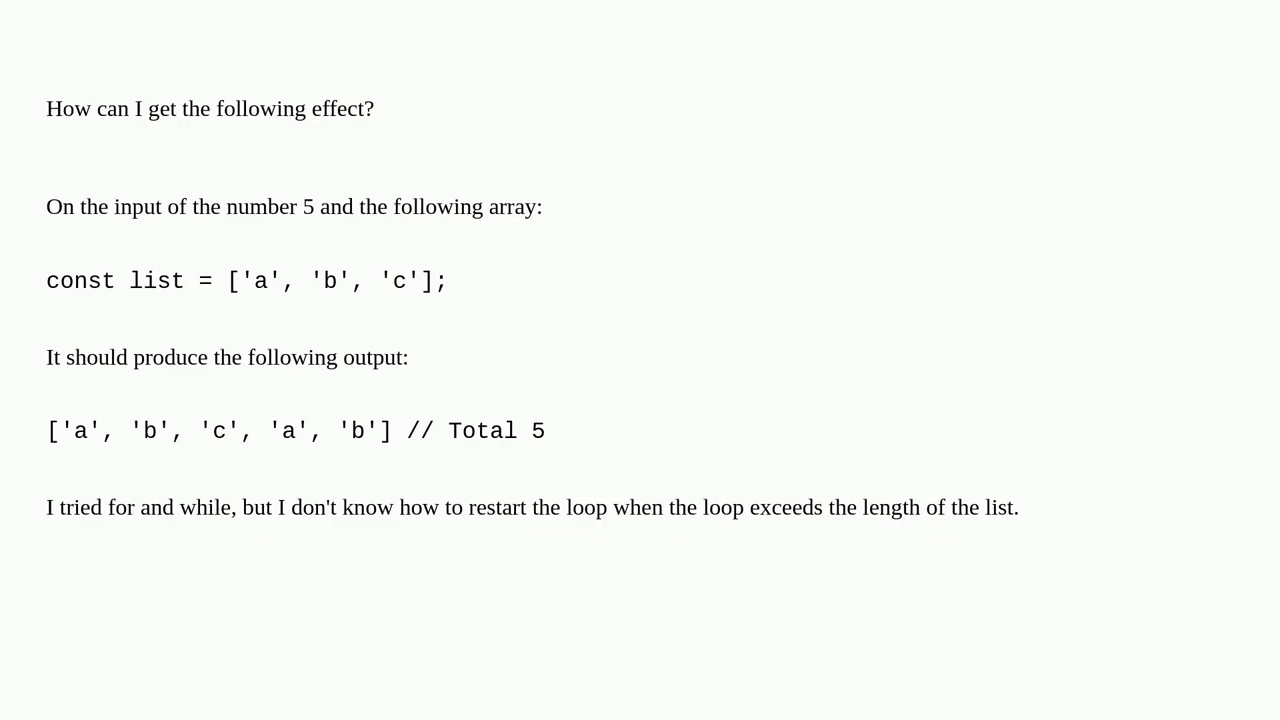 How can I get the following effect?
On the input of the number 5 and the following array:
const list = ['a', 'b', 'c'];
It should produce the following output:
['a', 'b', 'c', 'a', 'b'] // Total 5
I tried for and while, but I don't know how to restart the loop when the loop exceeds the length of the list.